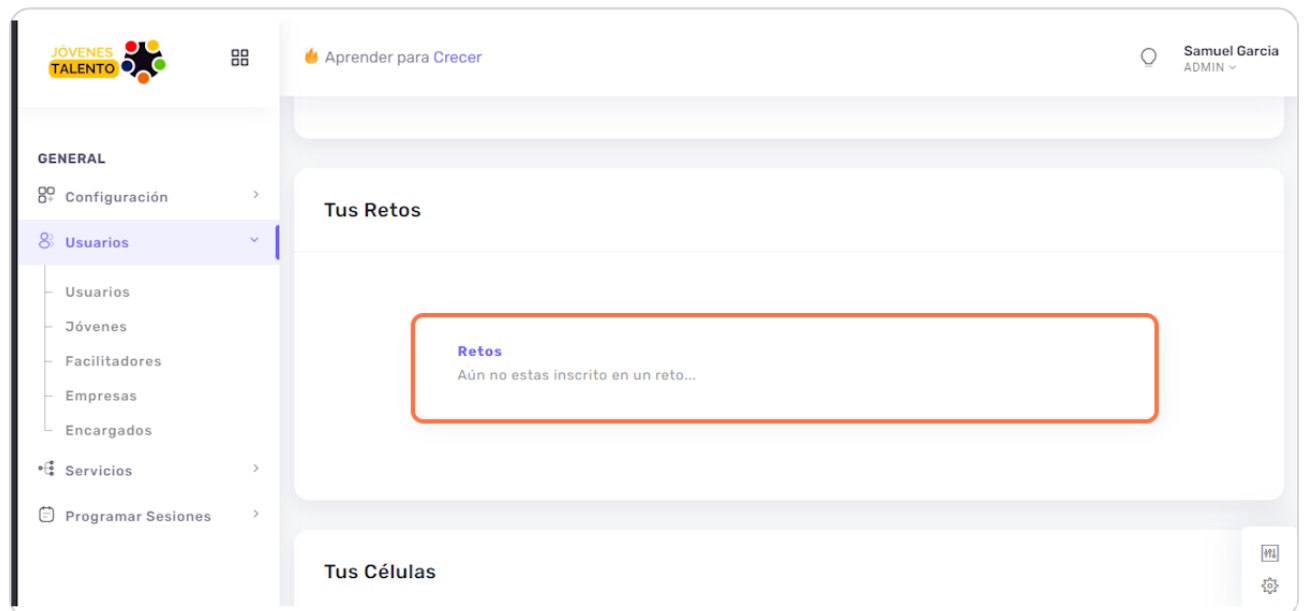 JÓVENES
TALENTO
Aprender para Crecer
Samuel Garcia
ADMIN
GENERAL
Configuración
Usuarios
Usuarios
Jóvenes
Facilitadores
Empresas
Encargados
Servicios
Programar Sesiones
Tus Retos
Retos
Aún no estas inscrito en un reto...
Tus Células